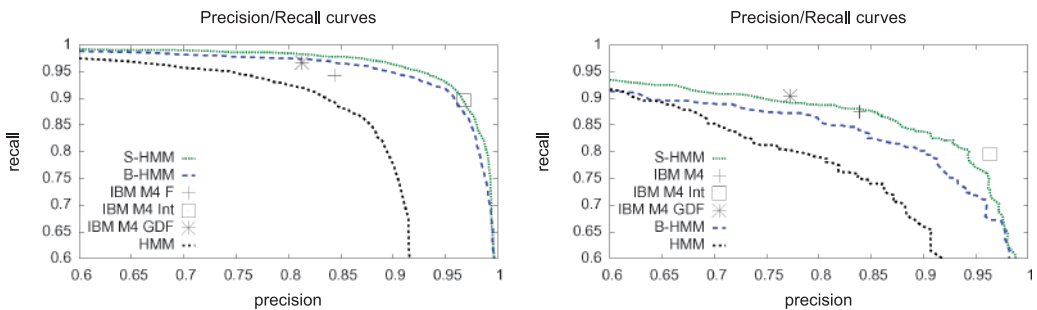 Precision/Recall curves
1
0.95
0.9
0.85
0.8
0.75
0.7
0.65
0.6
recall
S-HMM
B-HMM
IBM M4 F
IBM M4 Int
IBM M4 GDF
HMM
0.6 0.65 0.7 0.75 0.8 0.85 0.9 0.95 1
precision
Precision/Recall curves
1
0.95
0.9
0.85
0.8
0.75
0.7
0.65
0.6
recall
S-HMM
IBM M4
IBM M4 Int
IBM M4 GDF
B-HMM
HMM
0.6 0.65 0.7 0.75 0.8 0.85 0.9 0.95 1
precision